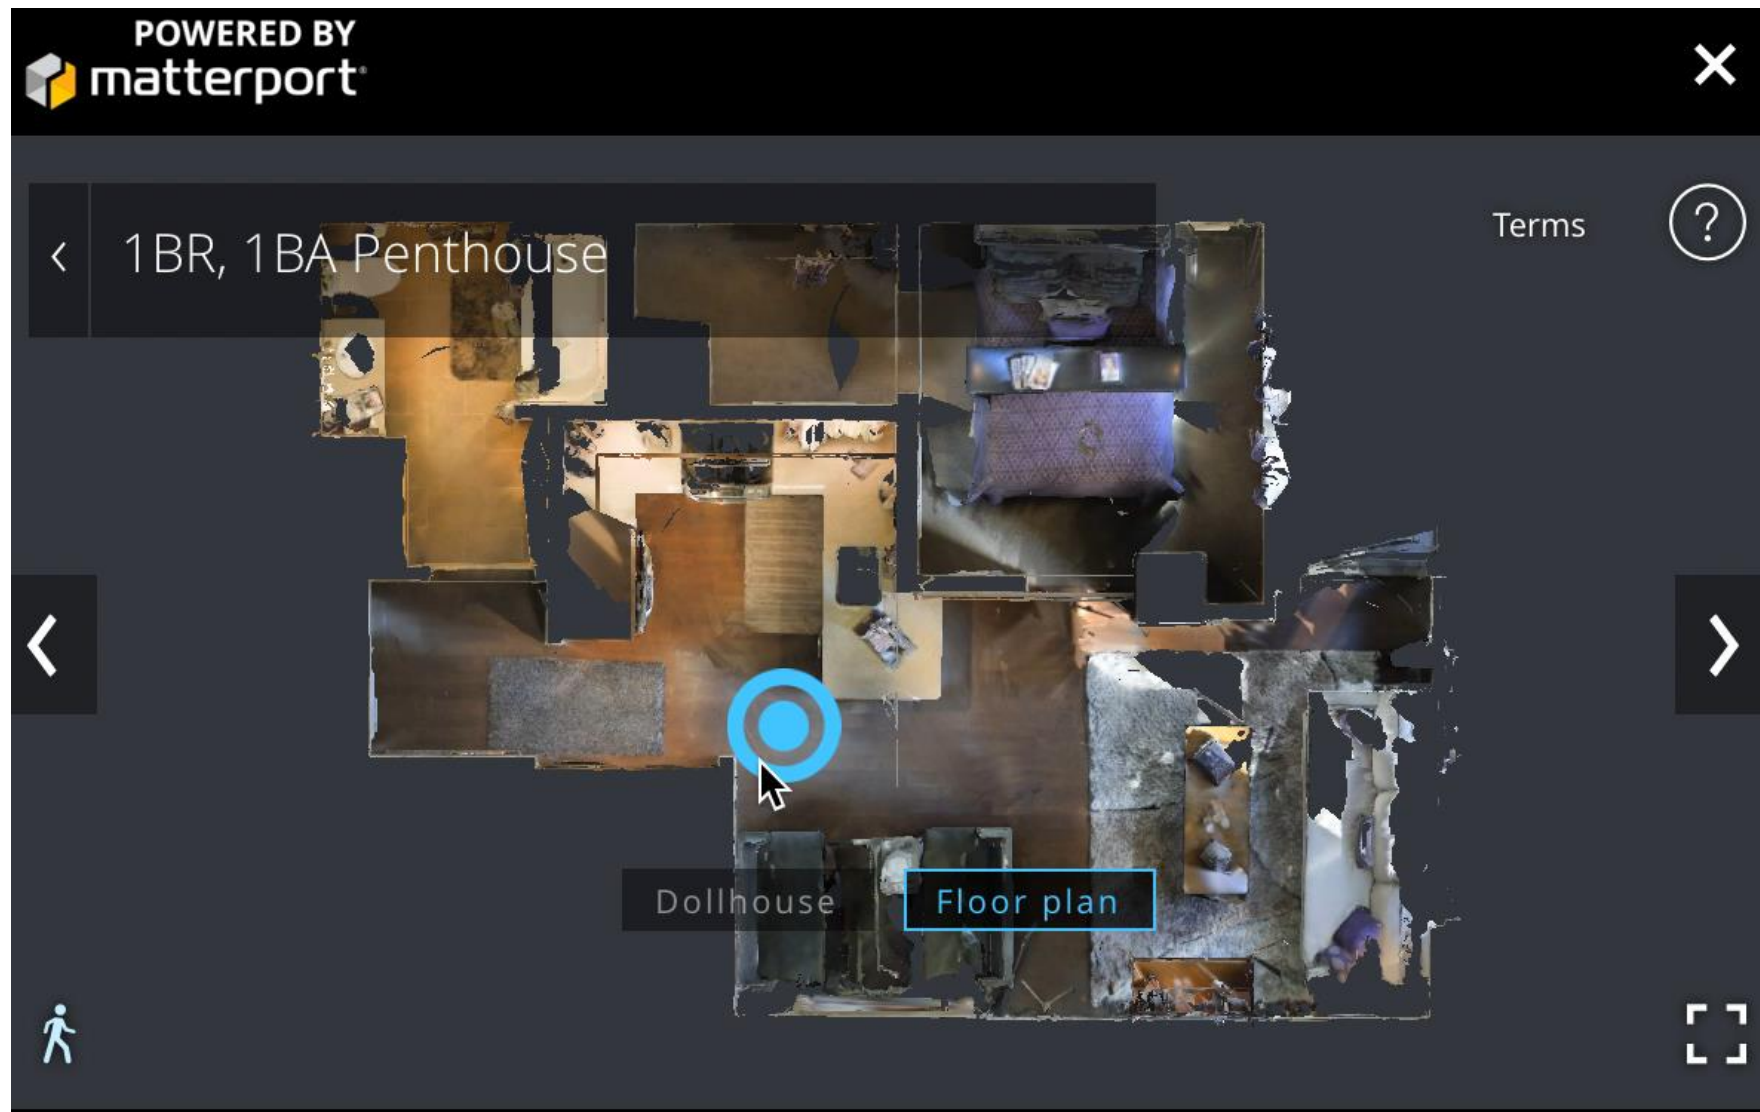 POWERED BY
matterport®
1BR, 1BA Penthouse
Terms
?
Dollhouse
Floor plan